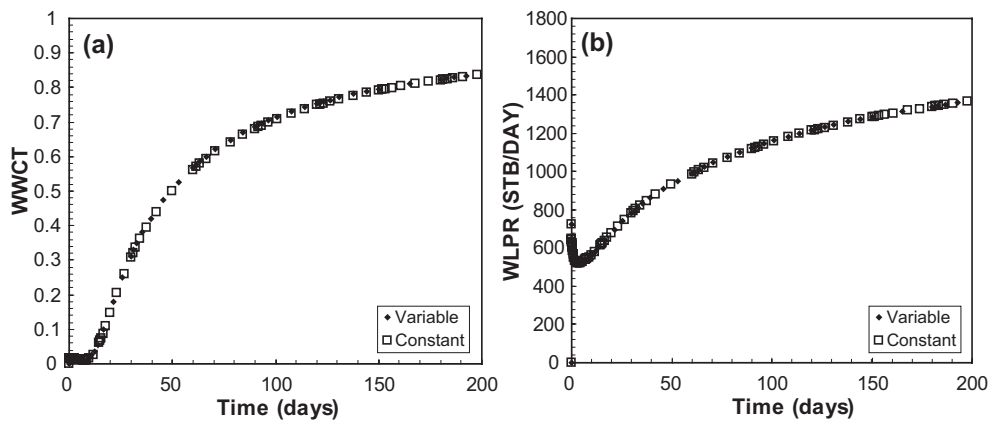 (a)
WWCT
1
0.9
0.8
0.7
0.6
0.5
0.4
0.3
0.2
0.1
0
0 50 100 150 200
Time (days)
Variable
Constant
(b)
WLPR (STB/DAY)
1800
1600
1400
1200
1000
800
600
400
200
0
0 50 100 150 200
Time (days)
Variable
Constant